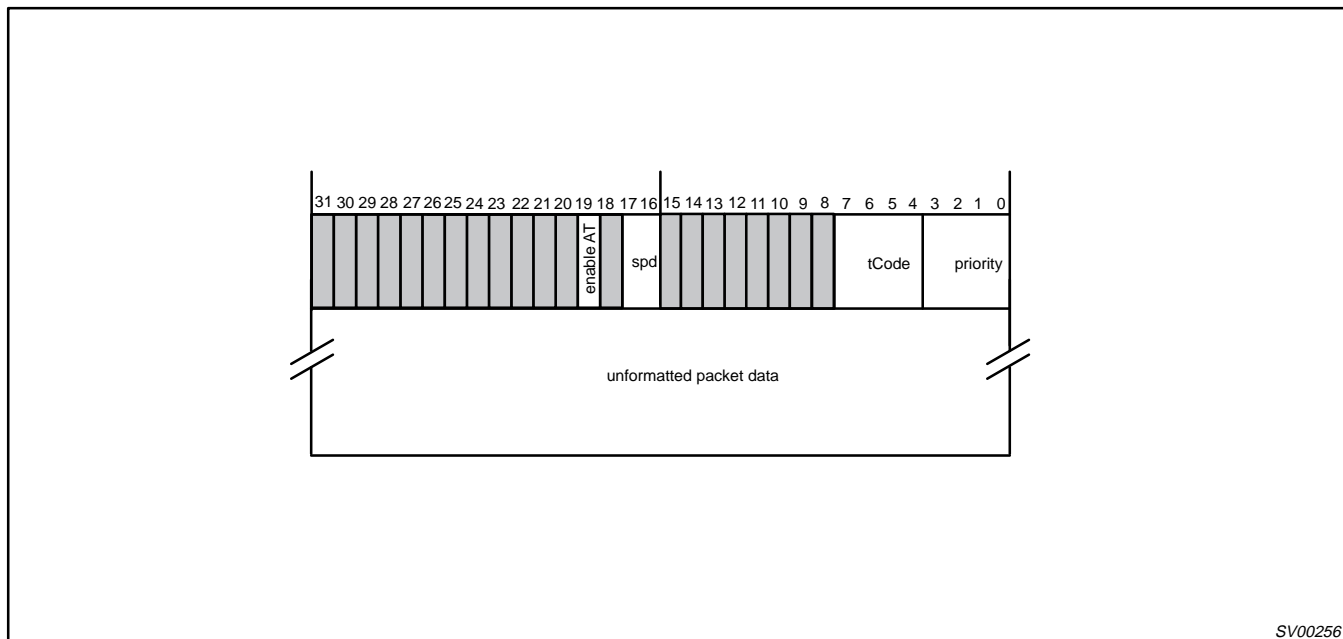 31 30 29 28 27 26 25 24 23 22 21 20 19 18 17 16 15 14 13 12 11 10 9 8 7 6 5 4 3 2 1 0
enable AT
spd
tCode
priority
unformatted packet data
SV00256